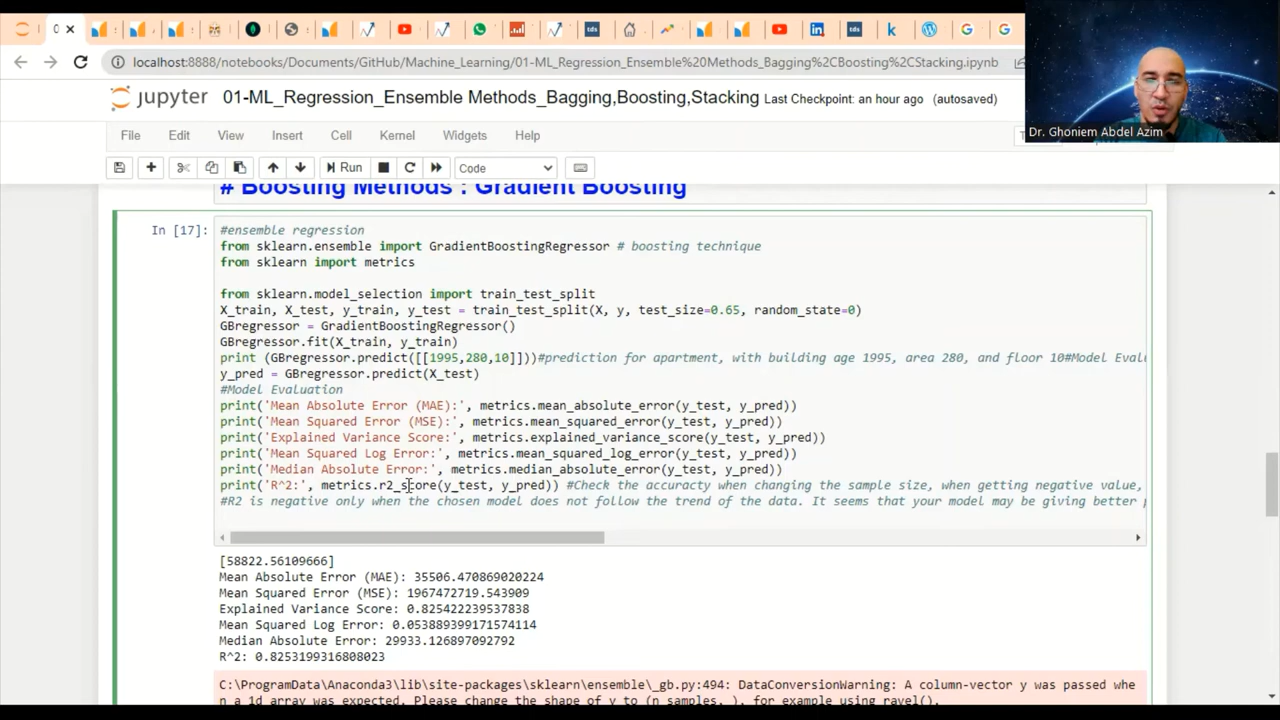 0
tds
in
tds
k
G
G
localhost:8888/notebooks/Documents/GitHub/Machine_Learning/01-ML_Regression_Ensemble%20Methods_Bagging%2CBoosting%2CStacking.ipynb
Dr. Ghoniem Abdel Azim
jupyter 01-ML_Regression_Ensemble Methods_Bagging,Boosting,Stacking Last Checkpoint: an hour ago (autosaved)
File Edit View Insert Cell Kernel Widgets Help
Run Code
# Boosting Methods : Gradient Boosting
In [17]: #ensemble regression
from sklearn.ensemble import GradientBoostingRegressor # boosting technique
from sklearn import metrics
from sklearn.model_selection import train_test_split
X_train, X_test, y_train, y_test = train_test_split(X, y, test_size=0.65, random_state=0)
GBregressor = GradientBoostingRegressor()
GBregressor.fit(X_train, y_train)
print (GBregressor.predict([[1995,280,10]]))#prediction for apartment, with building age 1995, area 280, and floor 10#Model Eval
y_pred = GBregressor.predict(X_test)
#Model Evaluation
print('Mean Absolute Error (MAE):', metrics.mean_absolute_error(y_test, y_pred))
print('Mean Squared Error (MSE):', metrics.mean_squared_error(y_test, y_pred))
print('Explained Variance Score:', metrics.explained_variance_score(y_test, y_pred))
print('Mean Squared Log Error:', metrics.mean_squared_log_error(y_test, y_pred))
print('Median Absolute Error:', metrics.median_absolute_error(y_test, y_pred))
print('R^2:', metrics.r2_score(y_test, y_pred)) #Check the accuracty when changing the sample size, when getting negative value,
#R2 is negative only when the chosen model does not follow the trend of the data. It seems that your model may be giving better
[58822.56109666]
Mean Absolute Error (MAE): 35506.470869020224
Mean Squared Error (MSE): 1967472719.543909
Explained Variance Score: 0.825422239537838
Mean Squared Log Error: 0.053889399171574114
Median Absolute Error: 29933.126897092792
R^2: 0.8253199316808023
C:\ProgramData\Anaconda3\lib\site-packages\sklearn\ensemble\_gb.py:494: DataConversionWarning: A column-vector y was passed whe
n a 1d array was expected. Please change the shape of y to (n_samples, ), for example using ravel().